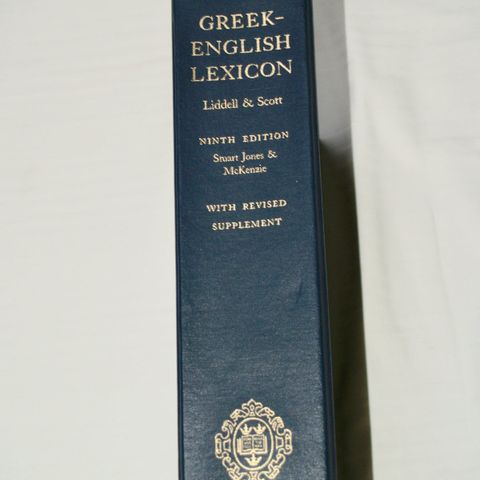 GREEK–
ENGLISH
LEXICON
Liddell & Scott
NINTH EDITION
Stuart Jones &
McKenzie
WITH REVISED
SUPPLEMENT